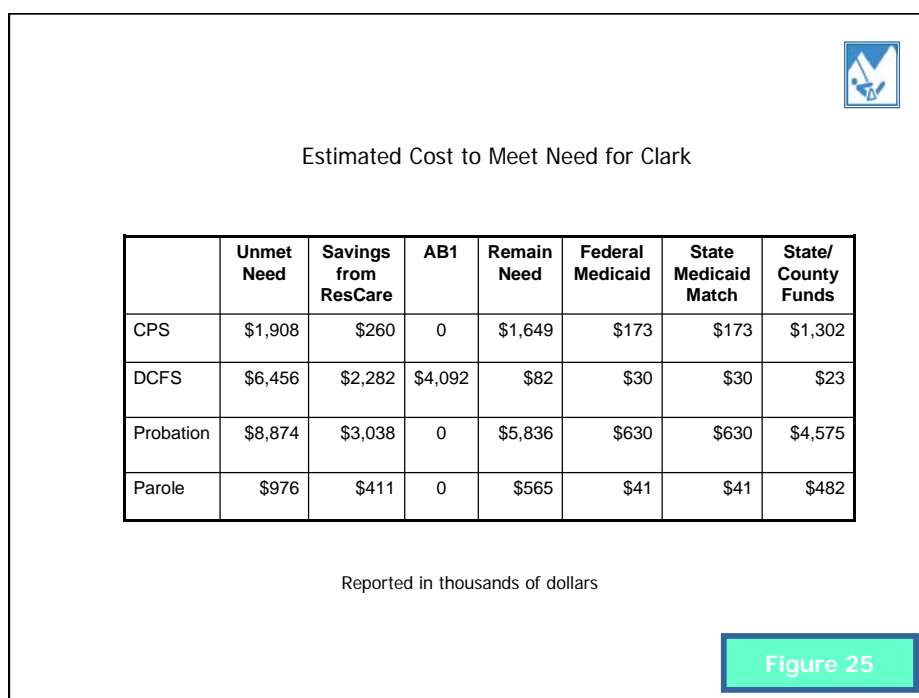 Estimated Cost to Meet Need for Clark
Unmet Need | Savings from ResCare | AB1 | Remain Need | Federal Medicaid | State Medicaid Match | State/ County Funds
CPS | $1,908 | $260 | 0 | $1,649 | $173 | $173 | $1,302
DCFS | $6,456 | $2,282 | $4,092 | $82 | $30 | $30 | $23
Probation | $8,874 | $3,038 | 0 | $5,836 | $630 | $630 | $4,575
Parole | $976 | $411 | 0 | $565 | $41 | $41 | $482
Reported in thousands of dollars
Figure 25